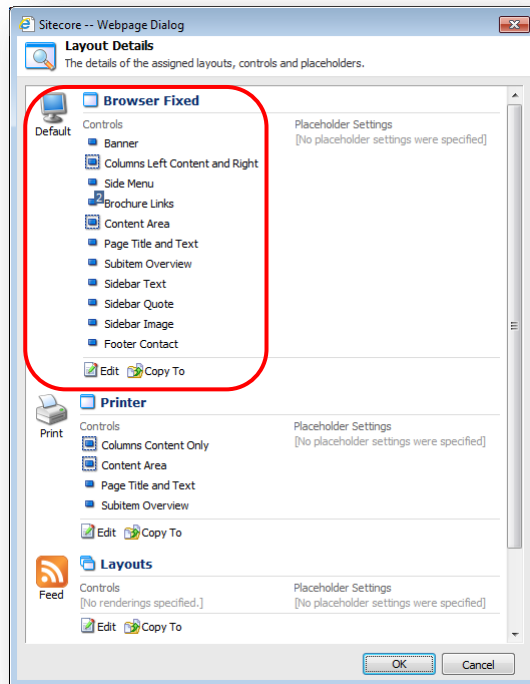 Sitecore -- Webpage Dialog
Layout Details
The details of the assigned layouts, controls and placeholders.
Default
Browser Fixed
Controls
Banner
Columns Left Content and Right
Side Menu
2
Brochure Links
Content Area
Page Title and Text
Subitem Overview
Sidebar Text
Sidebar Quote
Sidebar Image
Footer Contact
Edit Copy To
Placeholder Settings
[No placeholder settings were specified]
Print
Printer
Controls
Columns Content Only
Content Area
Page Title and Text
Subitem Overview
Edit Copy To
Placeholder Settings
[No placeholder settings were specified]
Feed
Layouts
Controls
[No renderings specified.]
Edit Copy To
Placeholder Settings
[No placeholder settings were specified]
OK Cancel